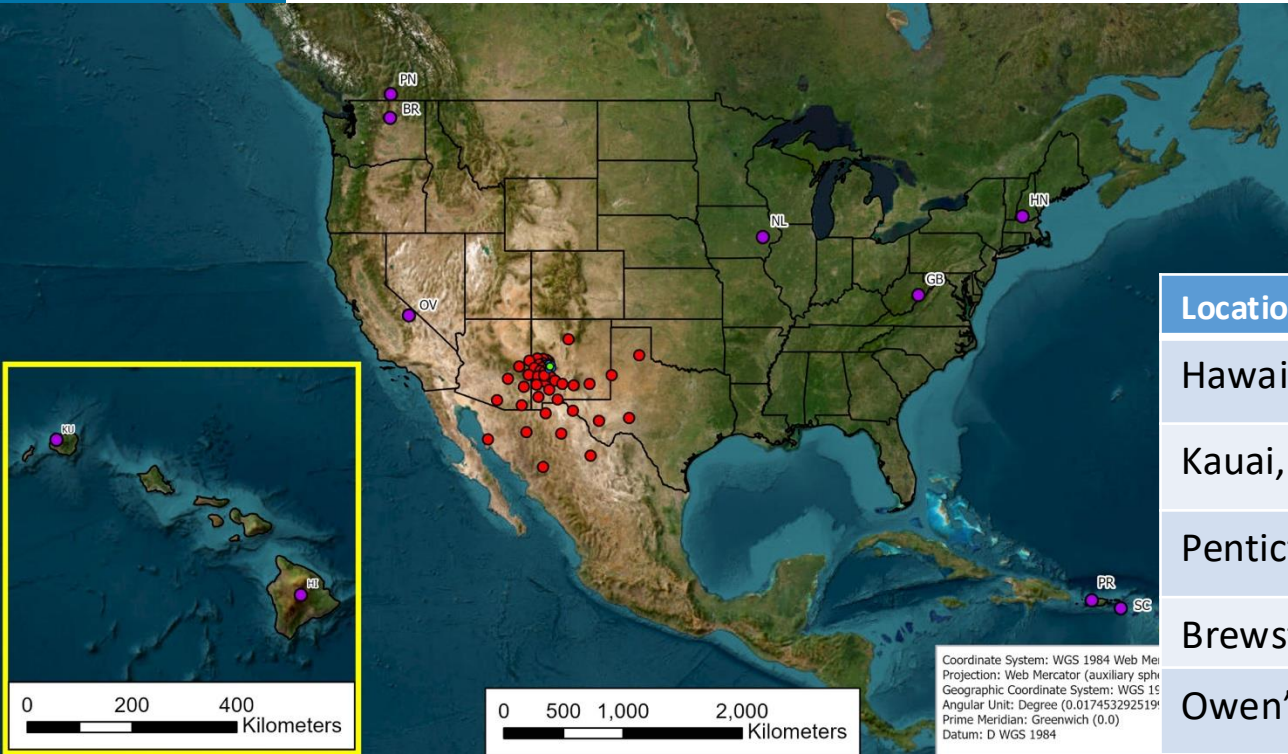 PN
BR
OV
NL
HN
GB
PR
SC
KU
HI
0 200 400
Kilometers
0 500 1,000 2,000
Kilometers
Coordinate System: WGS 1984 Web Me
Projection: Web Mercator (auxiliary sph
Geographic Coordinate System: WGS 19
Angular Unit: Degree (0.0174532925199
Prime Meridian: Greenwich (0.0)
Datum: D WGS 1984
Locatio
Hawai
Kauai,
Pentic
Brews
Owen'